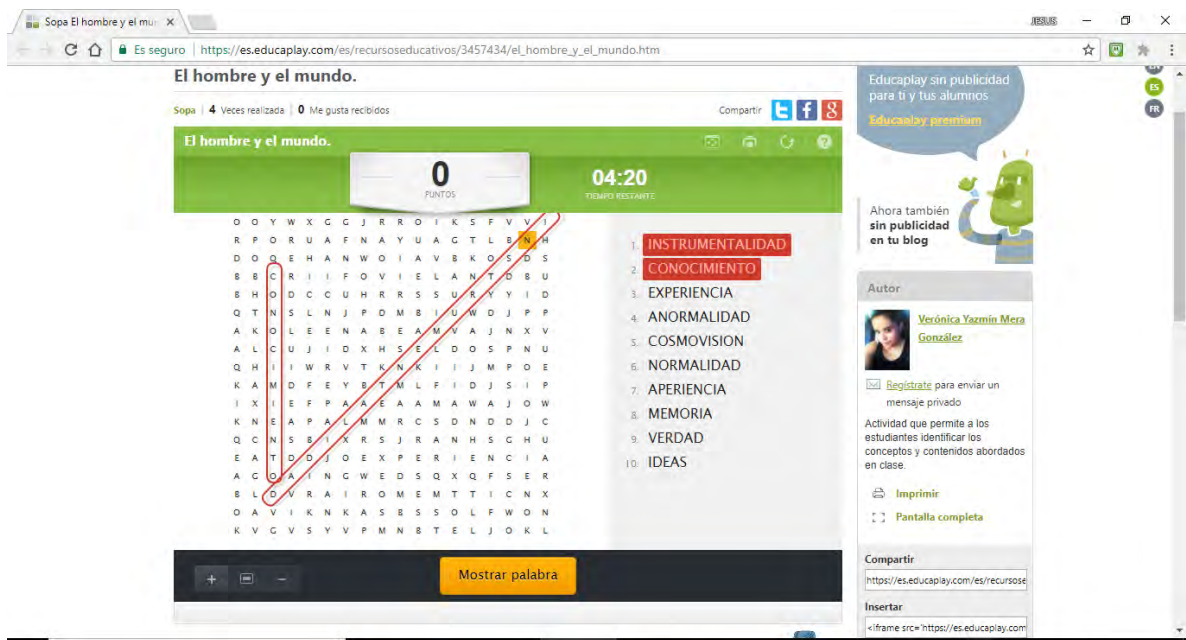 Sopa El hombre y el mu
JESUS
Es seguro | https://es.educaplay.com/es/recursoseducativos/3457434/el_hombre_y_el_mundo.htm
El hombre y el mundo.
Sopa | 4 Veces realizada | 0 Me gusta recibidos
Compartir
El hombre y el mundo.
0
PUNTOS
04:20
TIEMPO RESTANTE
O O Y W X G G J R R O I K S F V V I
R P O R U A F N A Y U A G T L B N H
D O Q E H A N W O I A V B K O S D S
B B C R I I F O V I E L A N T D B U
B H O D C C U H R R S S U R Y Y I D
Q T N S L N J P D M B I U W D J P P
A K O L E E N A B E A M V A J N X V
A L C U J I D X H S E L D O S P N U
Q H I I W R V T K N K I I J M P O E
K A M D F E Y B T M L F I D J S I P
I X I E F P A A E A A M A W A J O W
K N E A P A L M M R C S D N D D J C
Q C N S B I X R S J R A N H S G H U
E A T D D J O E X P E R I E N C I A
A G O A I N G W E D S Q X Q F S E R
B L D V R A I R O M E M T T I C N X
O A V I K N K A S B S S O L F W O N
K V G V S Y V P M N B T E L J O K L
1. INSTRUMENTALIDAD
2. CONOCIMIENTO
3. EXPERIENCIA
4. ANORMALIDAD
5. COSMOVISION
6. NORMALIDAD
7. APERIENCIA
8. MEMORIA
9. VERDAD
10. IDEAS
Mostrar palabra
Educaplay sin publicidad
para ti y tus alumnos
Educaplay premium
EN
ES
FR
Ahora también
sin publicidad
en tu blog
Autor
Verónica Yazmín Mera
González
Regístrate para enviar un
mensaje privado
Actividad que permite a los
estudiantes identificar los
conceptos y contenidos abordados
en clase.
Imprimir
Pantalla completa
Compartir
https://es.educaplay.com/es/recursose
Insertar
<iframe src='https://es.educaplay.com